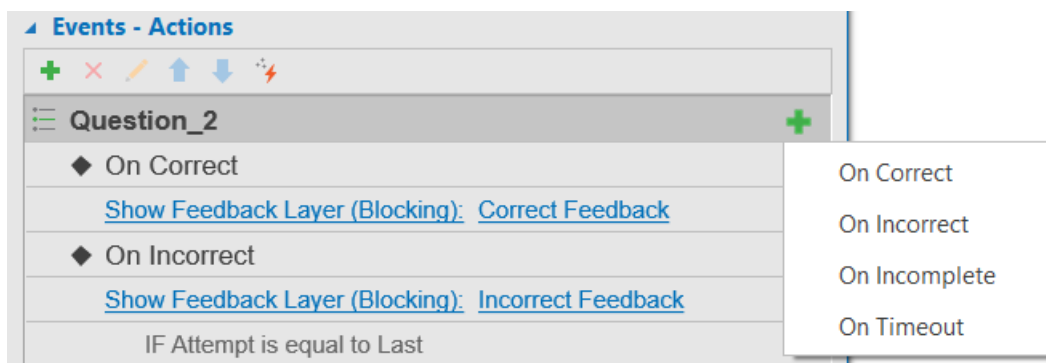 Events - Actions
Question_2
On Correct
Show Feedback Layer (Blocking): Correct Feedback
On Incorrect
Show Feedback Layer (Blocking): Incorrect Feedback
IF Attempt is equal to Last
On Correct
On Incorrect
On Incomplete
On Timeout